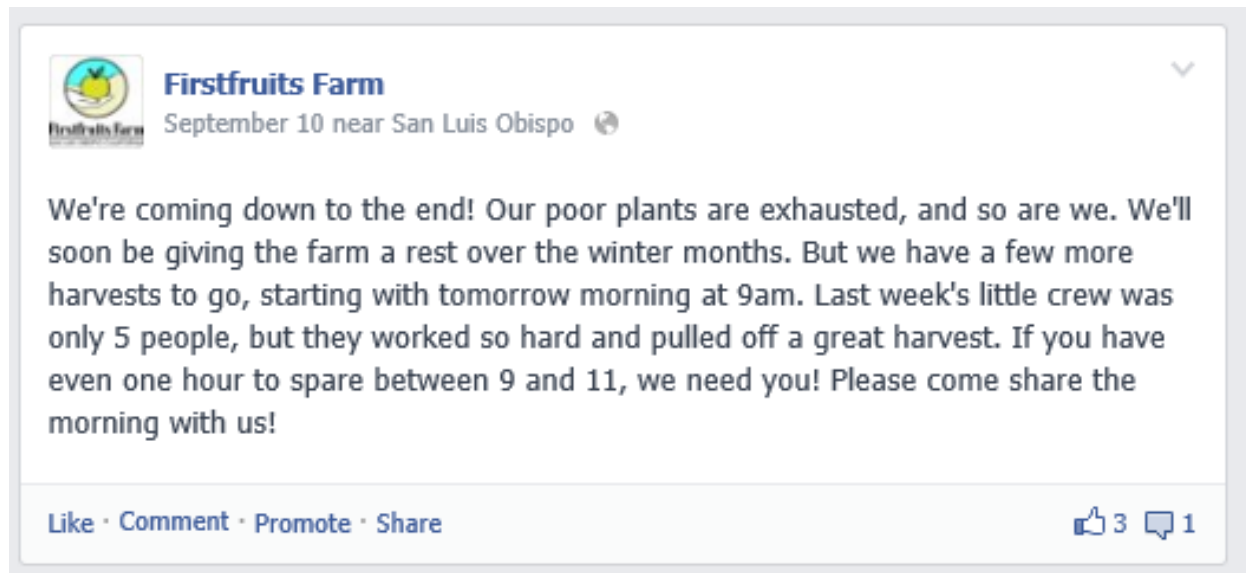 Firstfruits Farm
September 10 near San Luis Obispo
Firstfruits Farm
We're coming down to the end! Our poor plants are exhausted, and so are we. We'll
soon be giving the farm a rest over the winter months. But we have a few more
harvests to go, starting with tomorrow morning at 9am. Last week's little crew was
only 5 people, but they worked so hard and pulled off a great harvest. If you have
even one hour to spare between 9 and 11, we need you! Please come share the
morning with us!
Like · Comment · Promote · Share 3 1